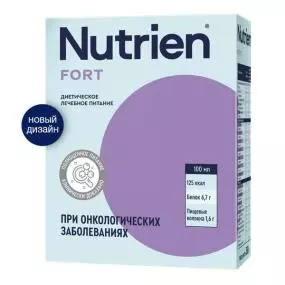 Nutrien®
FORT
ДИЕТИЧЕСКОЕ
ЛЕЧЕБНОЕ ПИТАНИЕ
НОВЫЙ
ДИЗАЙН
100 мл
125 ккал
Белок 6,7 г
Пищевые
волокна 1,6 г
ПРИ ОНКОЛОГИЧЕСКИХ
ЗАБОЛЕВАНИЯХ